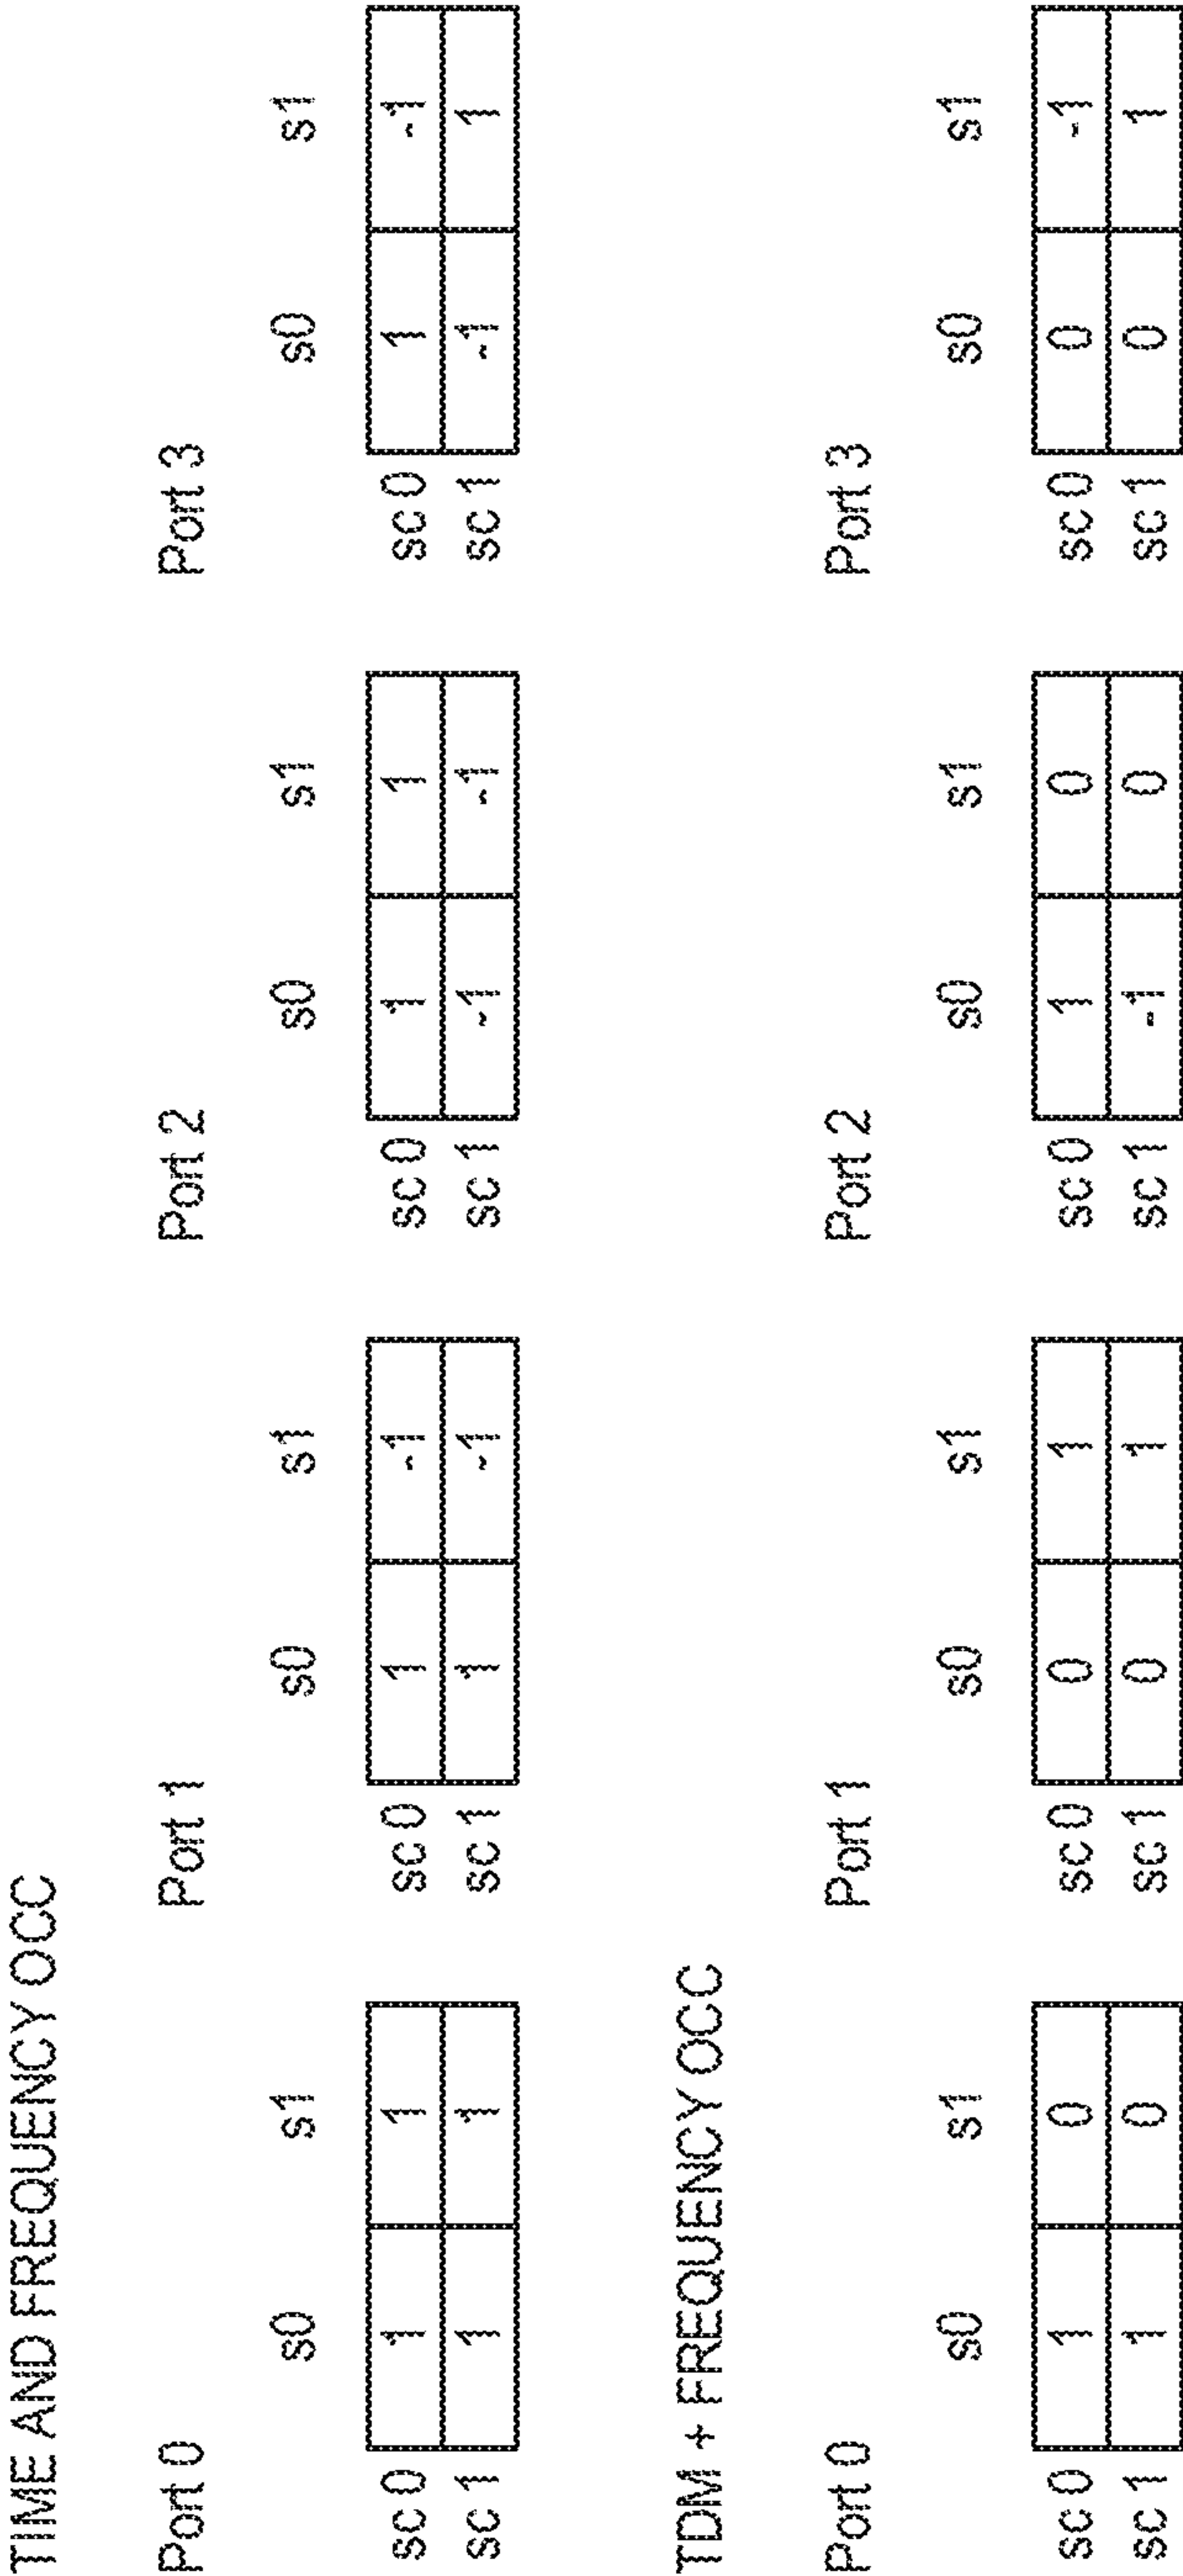 TIME AND FREQUENCY OCC
Port 0 Port 1 Port 2 Port 3
s0 s1 s0 s1 s0 s1 s0 s1
sc 0 1 1 sc 0 1 -1 sc 0 1 1 sc 0 1 -1
sc 1 1 1 sc 1 1 -1 sc 1 -1 -1 sc 1 -1 1
TDM + FREQUENCY OCC
Port 0 Port 1 Port 2 Port 3
s0 s1 s0 s1 s0 s1 s0 s1
sc 0 1 0 sc 0 0 1 sc 0 1 0 sc 0 0 -1
sc 1 1 0 sc 1 0 1 sc 1 -1 0 sc 1 0 1